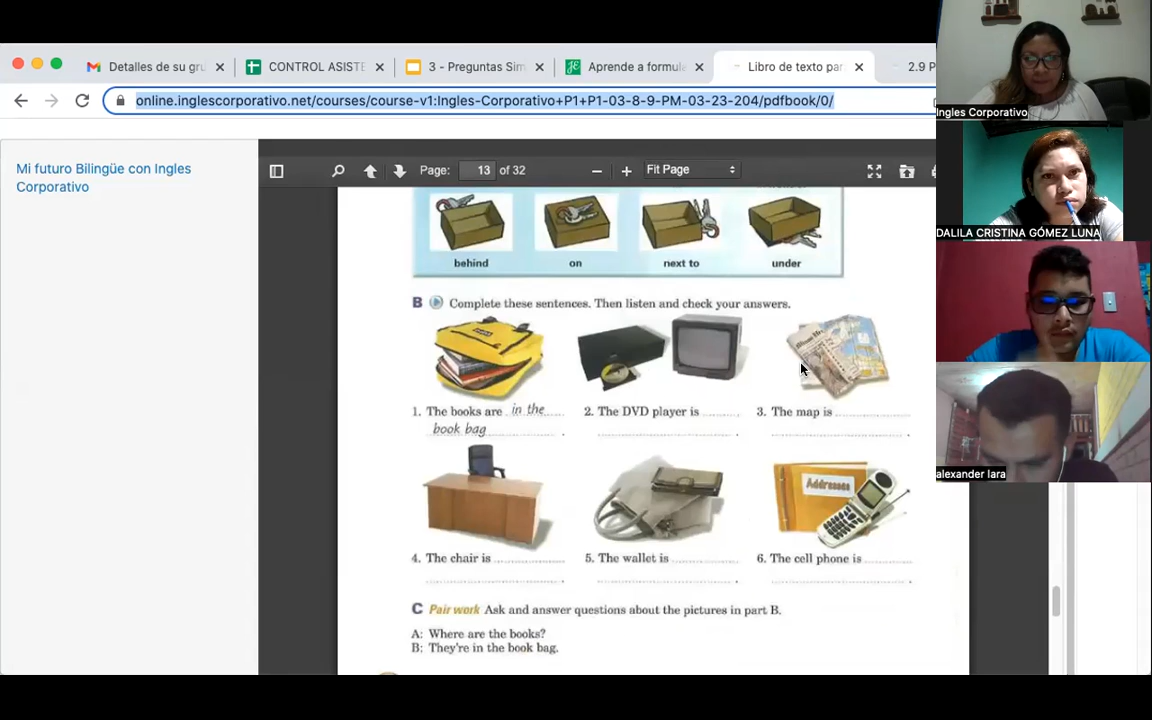 Detalles de su gru
CONTROL ASISTE
3 - Preguntas Sim
Aprende a formula
Libro de texto par
2.9 P
online.inglescorporativo.net/courses/course-v1:Ingles-Corporativo+P1+P1-03-8-9-PM-03-23-204/pdfbook/0/
Mi futuro Bilingüe con Ingles
Corporativo
Page: 13 of 32
Fit Page
behind
on
next to
under
B Complete these sentences. Then listen and check your answers.
1. The books are in the
book bag.
2. The DVD player is
3. The map is
Addresses
4. The chair is
5. The wallet is
6. The cell phone is
C Pair work Ask and answer questions about the pictures in part B.
A: Where are the books?
B: They're in the book bag.
Ingles Corporativo
DALILA CRISTINA GÓMEZ LUNA
alexander lara